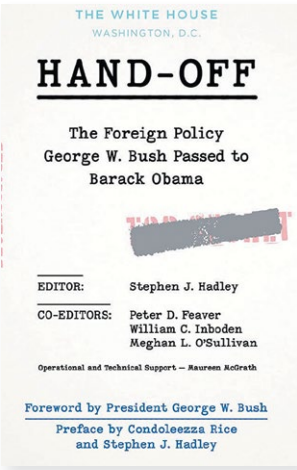 THE WHITE HOUSE
WASHINGTON, D.C.
HAND-OFF
The Foreign Policy
George W. Bush Passed to
Barack Obama
EDITOR: Stephen J. Hadley
CO-EDITORS: Peter D. Feaver
William C. Inboden
Meghan L. O'Sullivan
Operational and Technical Support — Maureen McGrath
Foreword by President George W. Bush
Preface by Condoleezza Rice
and Stephen J. Hadley